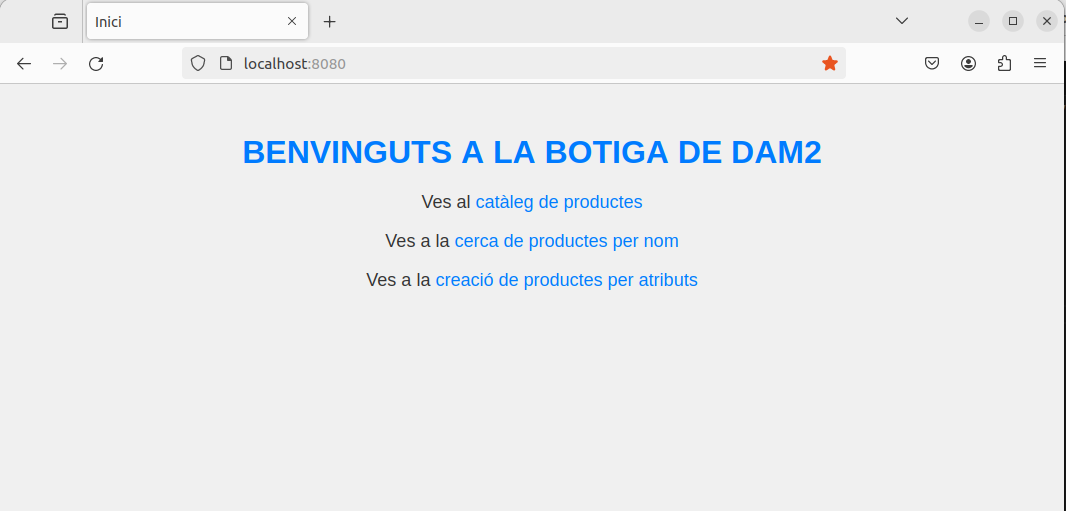 Inici
localhost:8080
BENVINGUTS A LA BOTIGA DE DAM2
Ves al catàleg de productes
Ves a la cerca de productes per nom
Ves a la creació de productes per atributs